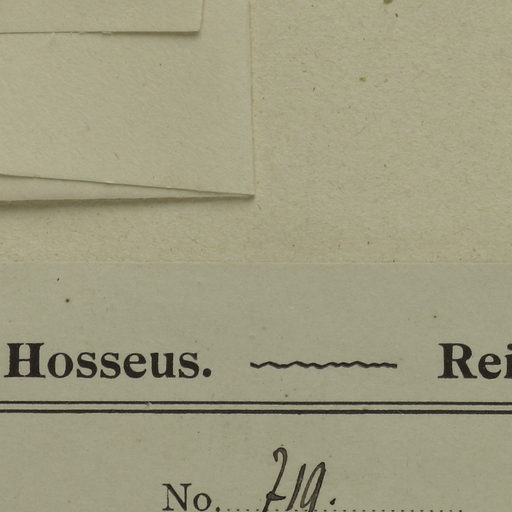 Hosseus. Rei
No. 719.